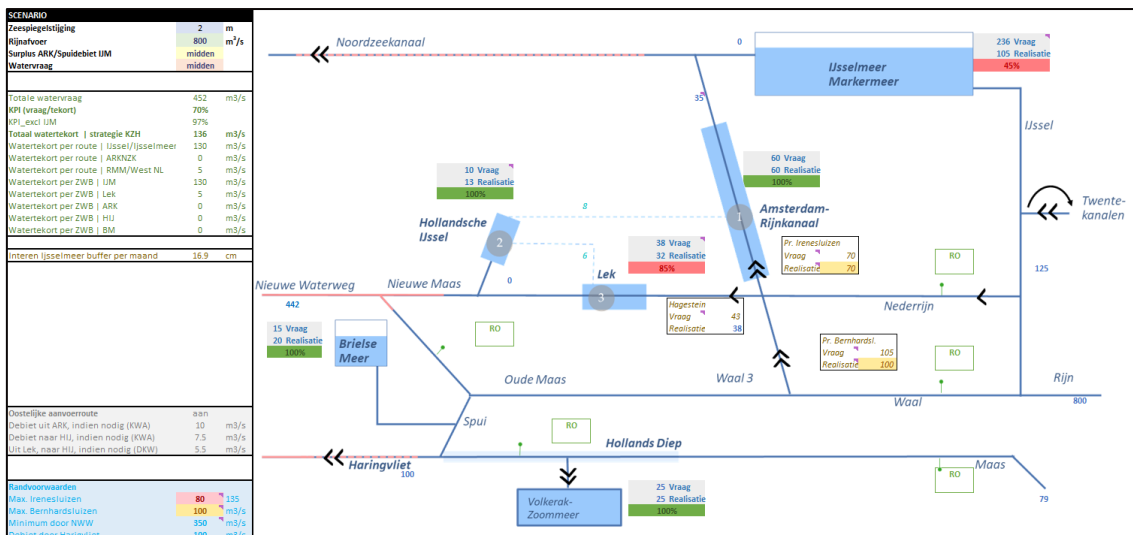 SCENARIO
Zeespiegelstijging 2 m
Rijnafvoer 800 m³/s
Surplus ARK/Spuidebiet IJM midden
Watervraag midden
Totale watervraag 452 m3/s
KPI (vraag/tekort) 70%
KPI_excl IJM 97%
Totaal watertekort | strategie KZH 136 m3/s
Watertekort per route | IJssel/Ijsselmeer 130 m3/s
Watertekort per route | ARKNZK 0 m3/s
Watertekort per route | RMM/West NL 5 m3/s
Watertekort per ZWB | IJM 130 m3/s
Watertekort per ZWB | Lek 5 m3/s
Watertekort per ZWB | ARK 0 m3/s
Watertekort per ZWB | HIJ 0 m3/s
Watertekort per ZWB | BM 0 m3/s
Interen Ijsselmeer buffer per maand 16.9 cm
Oostelijke aanvoerroute aan
Debiet uit ARK, indien nodig (KWA) 10 m3/s
Debiet naar HIJ, indien nodig (KWA) 7.5 m3/s
Uit Lek, naar HIJ, indien nodig (DKW) 5.5 m3/s
Randvoorwaarden
Max. Irenesluizen 80 135
Max. Bernhardsluizen 100 m3/s
Minimum door NWW 350 m3/s
Debiet door Haringvliet 100 m3/s
Noordzeekanaal
0
IJsselmeer
Markermeer
236 Vraag
105 Realisatie
45%
35
IJssel
10 Vraag
13 Realisatie
100%
60 Vraag
60 Realisatie
100%
8
1
Amsterdam-
Rijnkanaal
Twente-
kanalen
Hollandsche
IJssel
2
6
38 Vraag
32 Realisatie
85%
Pr. Irenesluizen
Vraag 70
Realisatie 70
RO
125
0
Lek
3
Nieuwe Waterweg
Nieuwe Maas
442
Hagestein
Vraag 43
Realisatie 38
Nederrijn
15 Vraag
20 Realisatie
100%
Brielse
Meer
RO
Pr. Bernhardsl.
Vraag 105
Realisatie 100
RO
Oude Maas
Waal 3
Waal
Rijn
800
Spui
RO
Hollands Diep
Haringvliet
100
Maas
RO
79
Volkerak-
Zoommeer
25 Vraag
25 Realisatie
100%